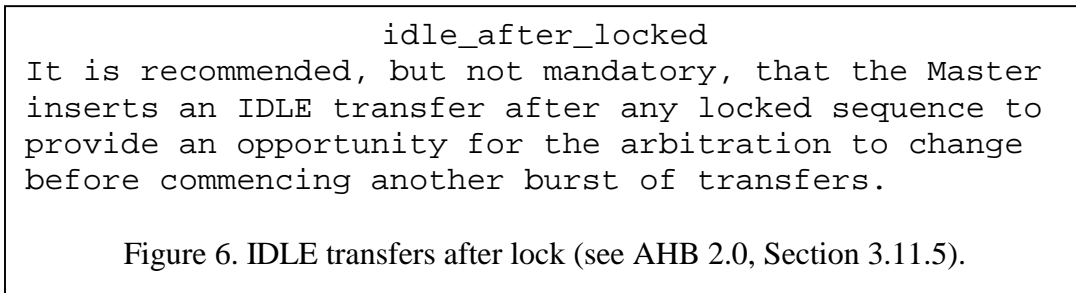 idle_after_locked
It is recommended, but not mandatory, that the Master
inserts an IDLE transfer after any locked sequence to
provide an opportunity for the arbitration to change
before commencing another burst of transfers.
Figure 6. IDLE transfers after lock (see AHB 2.0, Section 3.11.5).